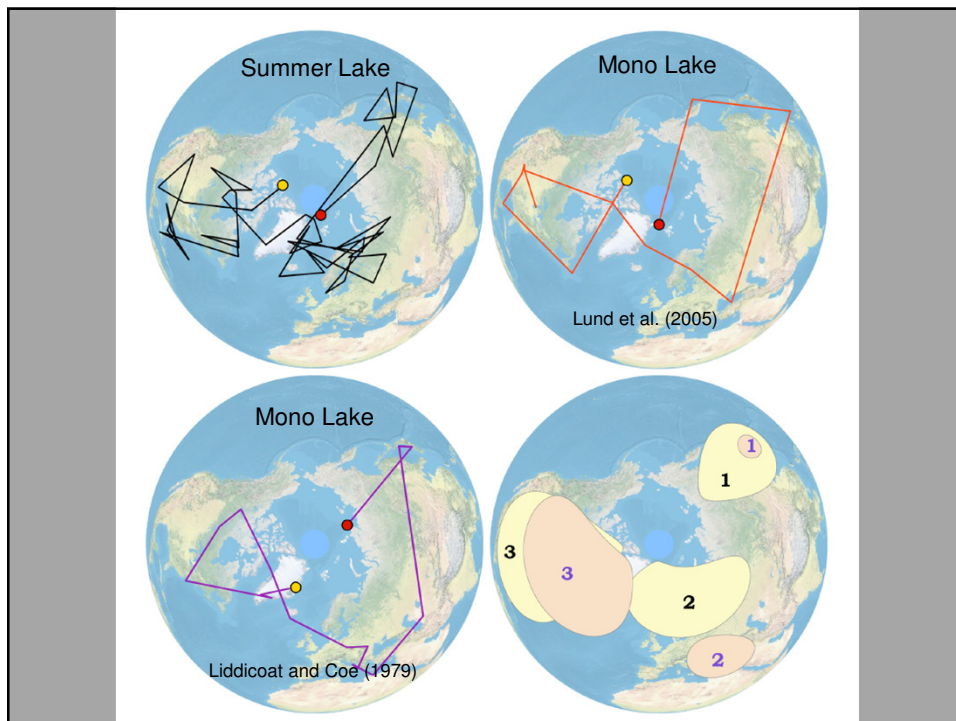 Summer Lake
Mono Lake
Lund et al. (2005)
Mono Lake
Liddicoat and Coe (1979)
1
1
3
3
2
2